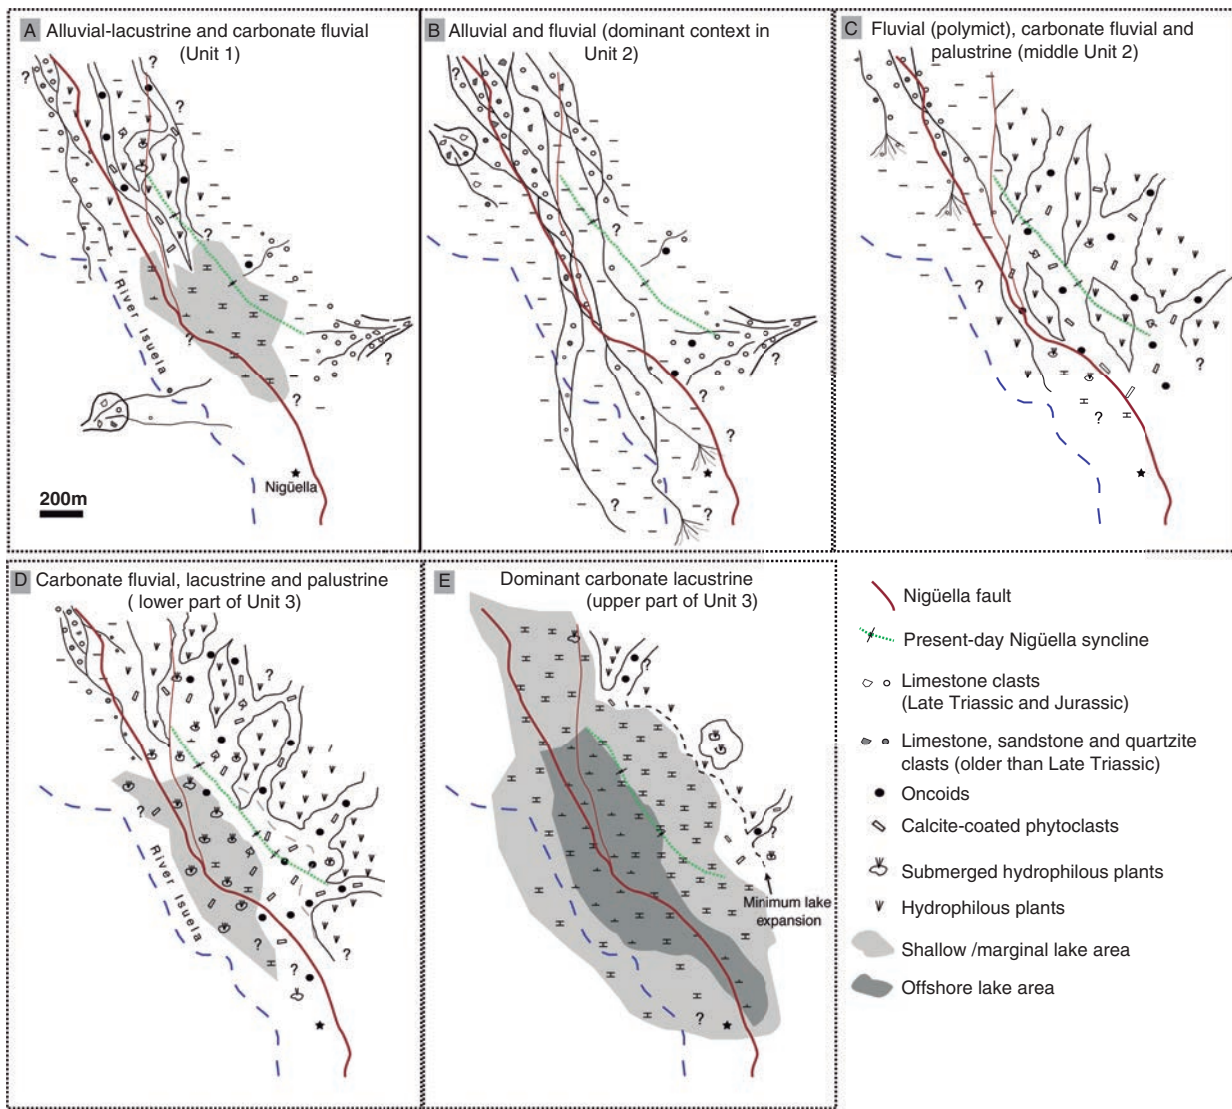 A Alluvial-lacustrine and carbonate fluvial
(Unit 1)
?
?
?
?
?
?
?
?
River Isuela
Nigüella
200m
B Alluvial and fluvial (dominant context in
Unit 2)
?
?
?
?
?
?
?
C Fluvial (polymict), carbonate fluvial and
palustrine (middle Unit 2)
?
?
?
D Carbonate fluvial, lacustrine and palustrine
( lower part of Unit 3)
?
?
?
?
?
River Isuela
E Dominant carbonate lacustrine
(upper part of Unit 3)
?
?
?
Minimum lake
expansion
Nigüella fault
Present-day Nigüella syncline
Limestone clasts
(Late Triassic and Jurassic)
Limestone, sandstone and quartzite
clasts (older than Late Triassic)
Oncoids
Calcite-coated phytoclasts
Submerged hydrophilous plants
Hydrophilous plants
Shallow /marginal lake area
Offshore lake area